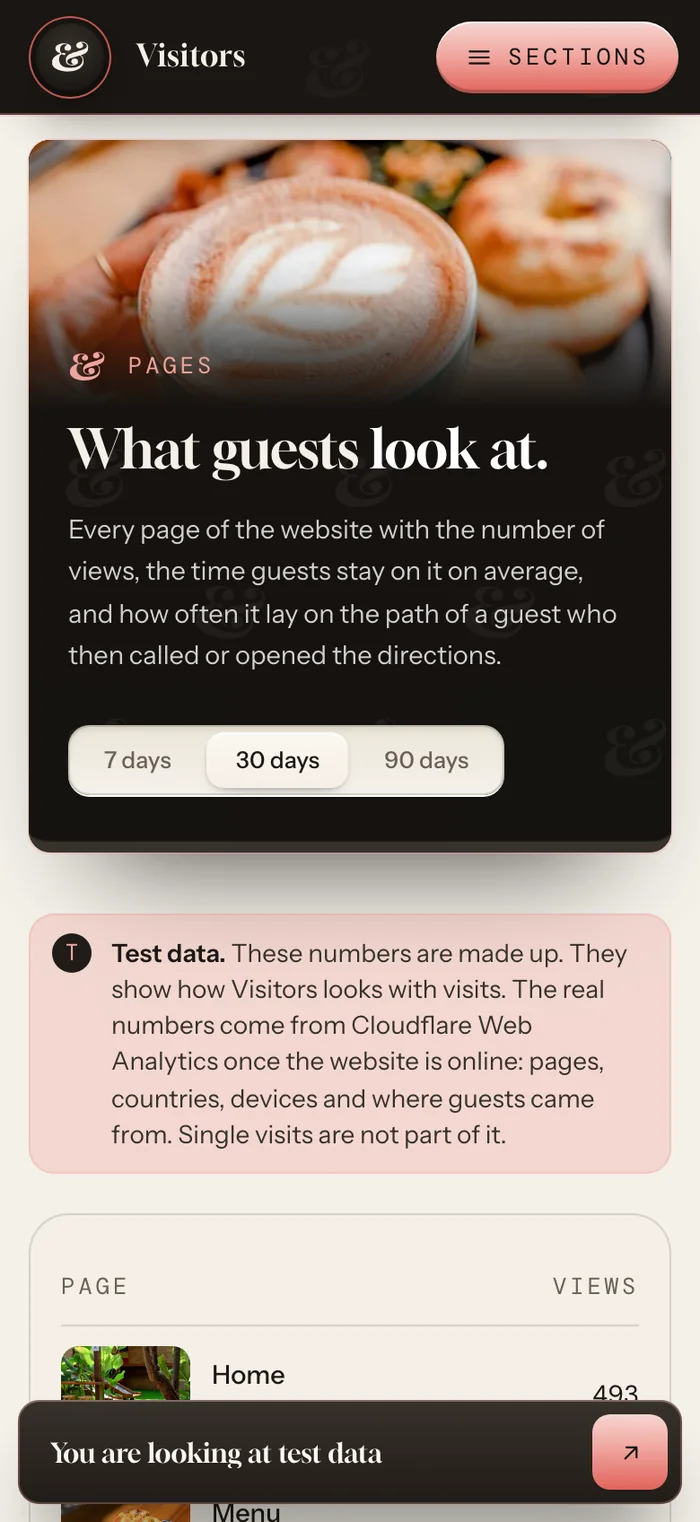 &
Visitors
SECTIONS
& PAGES
What guests look at.
Every page of the website with the number of
views, the time guests stay on it on average,
and how often it lay on the path of a guest who
then called or opened the directions.
7 days
30 days
90 days
T
Test data. These numbers are made up. They
show how Visitors looks with visits. The real
numbers come from Cloudflare Web
Analytics once the website is online: pages,
countries, devices and where guests came
from. Single visits are not part of it.
PAGE
VIEWS
Home
493
You are looking at test data
Menu